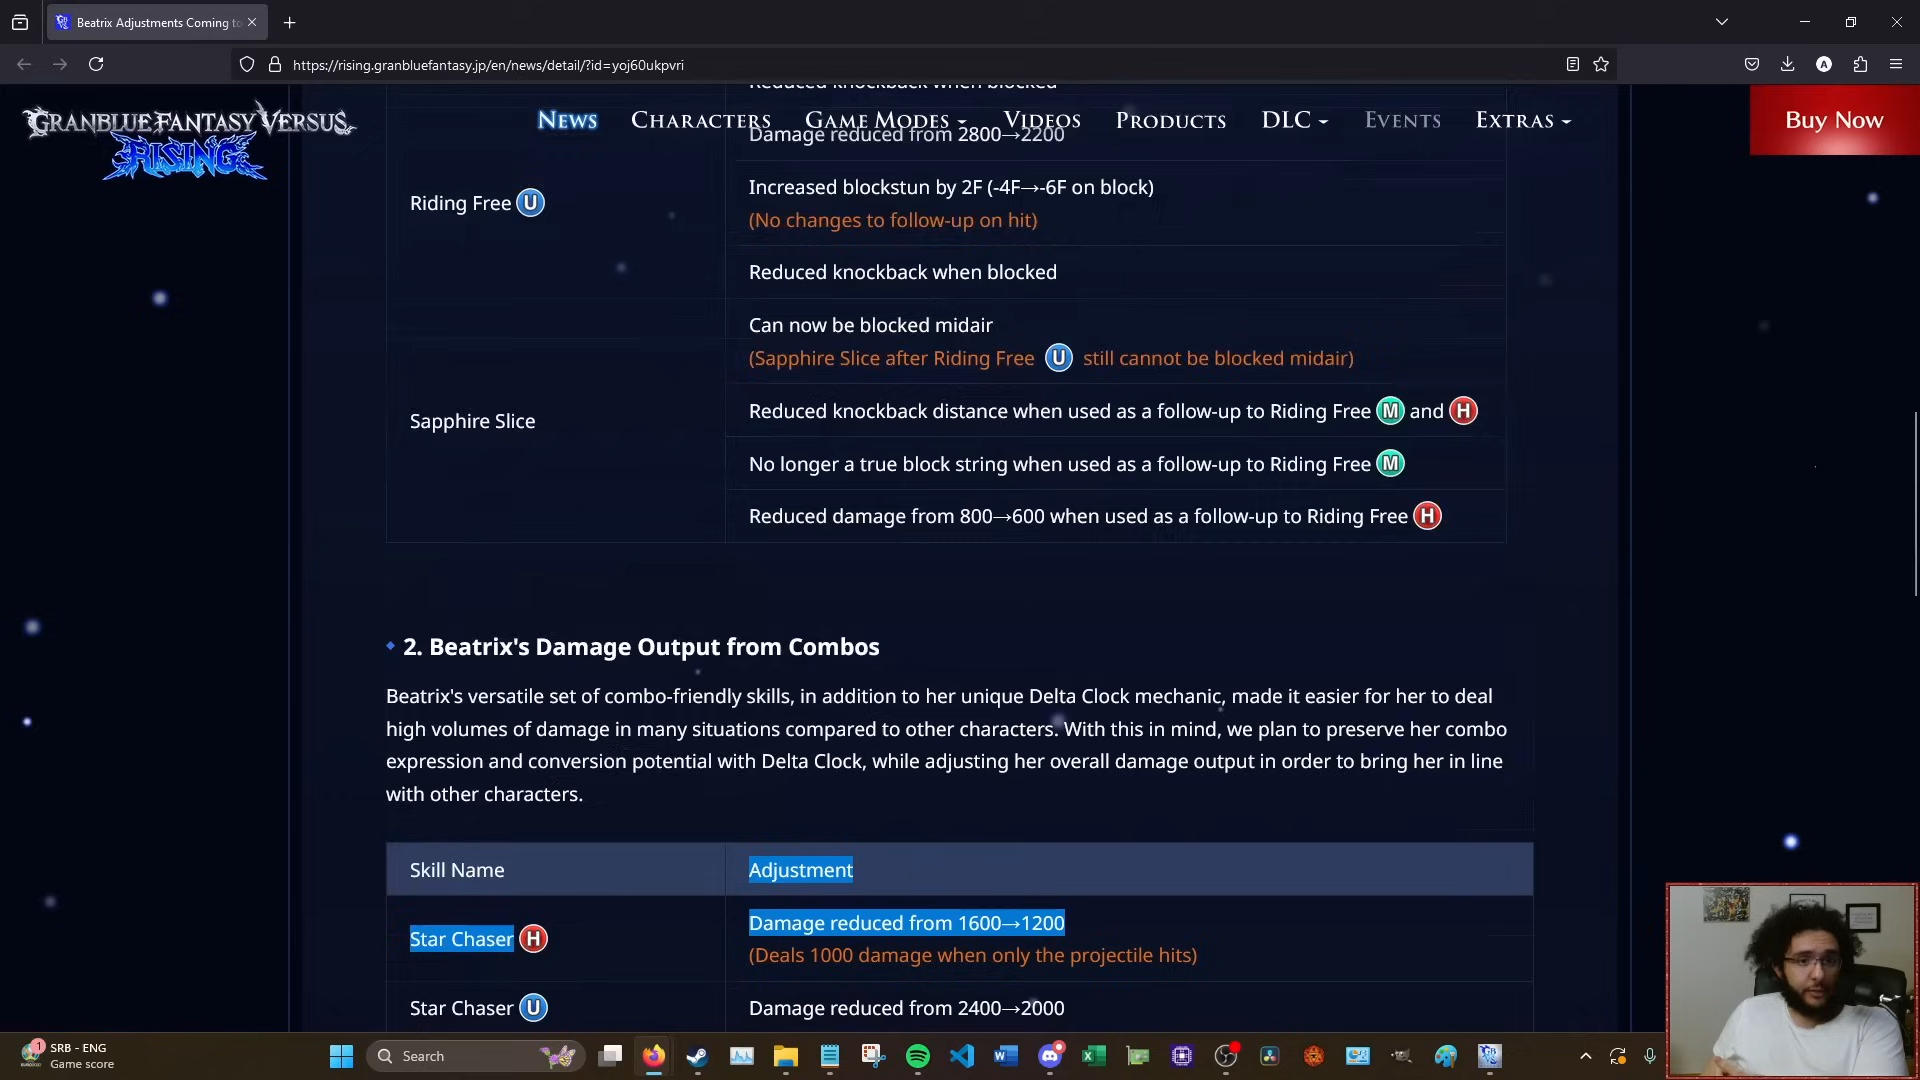 Beatrix Adjustments Coming to
https://rising.granbluefantasy.jp/en/news/detail/?id=yoj60ukpvri
A
GRANBLUE FANTASY VERSUS
RISING
NEWS
CHARACTERS
GAME MODES
VIDEOS
PRODUCTS
DLC
EVENTS
EXTRAS
Buy Now
Reduced knockback when blocked
Damage reduced from 2800→2200
Riding Free U
Increased blockstun by 2F (-4F→-6F on block)
(No changes to follow-up on hit)
Reduced knockback when blocked
Sapphire Slice
Can now be blocked midair
(Sapphire Slice after Riding Free U still cannot be blocked midair)
Reduced knockback distance when used as a follow-up to Riding Free M and H
No longer a true block string when used as a follow-up to Riding Free M
Reduced damage from 800→600 when used as a follow-up to Riding Free H
2. Beatrix's Damage Output from Combos
Beatrix's versatile set of combo-friendly skills, in addition to her unique Delta Clock mechanic, made it easier for her to deal
high volumes of damage in many situations compared to other characters. With this in mind, we plan to preserve her combo
expression and conversion potential with Delta Clock, while adjusting her overall damage output in order to bring her in line
with other characters.
Skill Name
Adjustment
Star Chaser H
Damage reduced from 1600→1200
(Deals 1000 damage when only the projectile hits)
Star Chaser U
Damage reduced from 2400→2000
1
SRB - ENG
Game score
Search